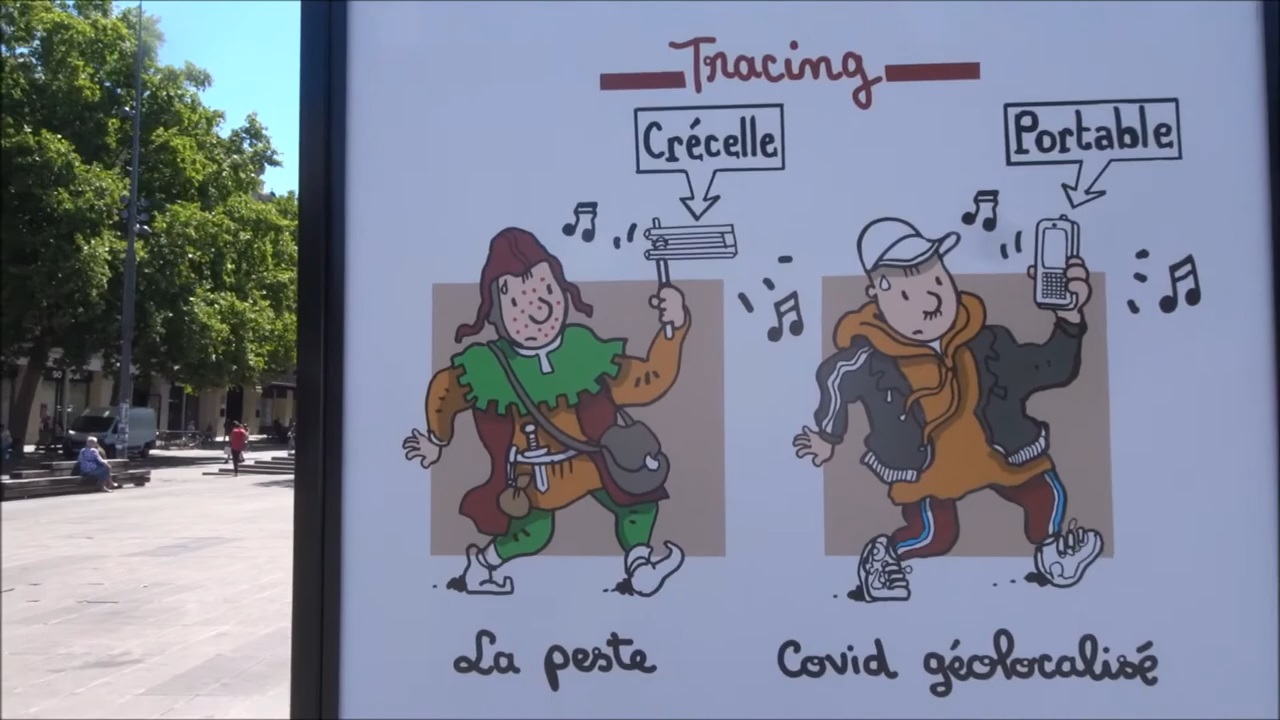 Tracing
Crécelle
Portable
La peste
Covid géolocalisé